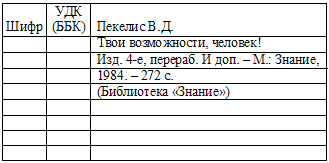 УДК
Шифр (ББК) Пекелис В.Д.
Твои возможности, человек!
Изд. 4-е, перераб. И доп. – М.: Знание,
1984. – 272 с.
(Библиотека «Знание»)